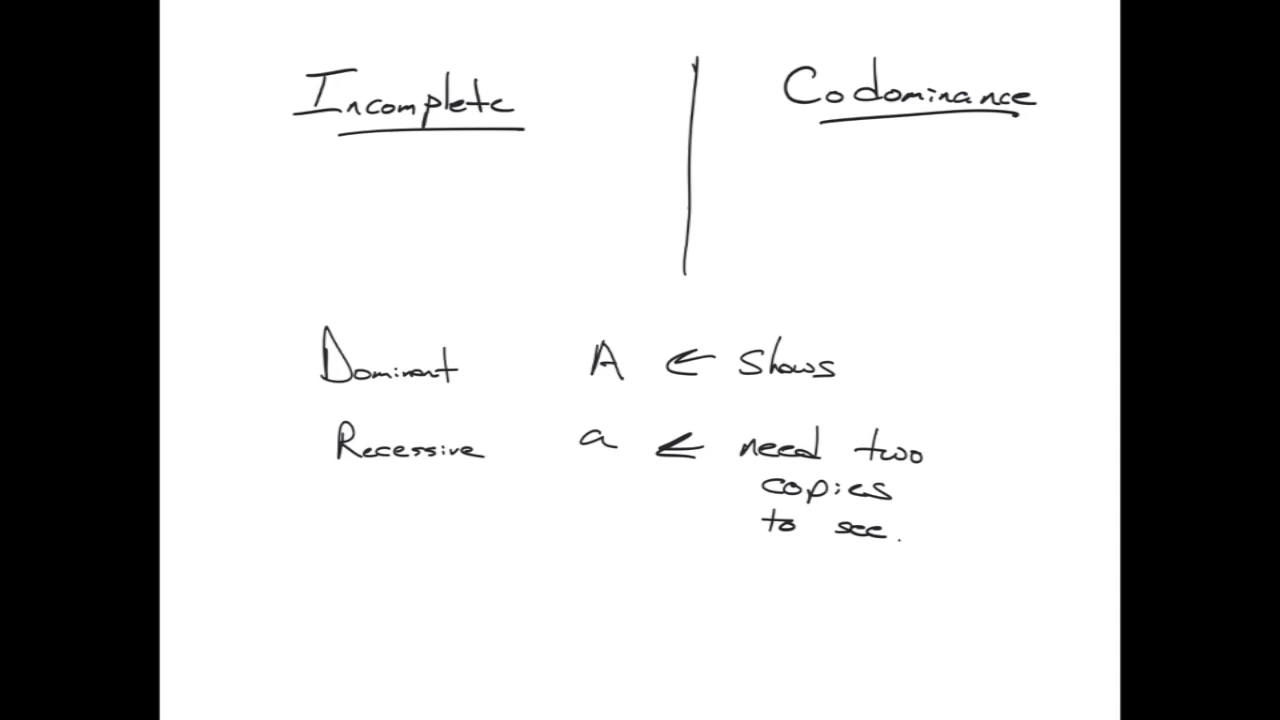 Incomplete
Codominance
Dominant A ← shows
Recessive a ← need two
copies
to see.